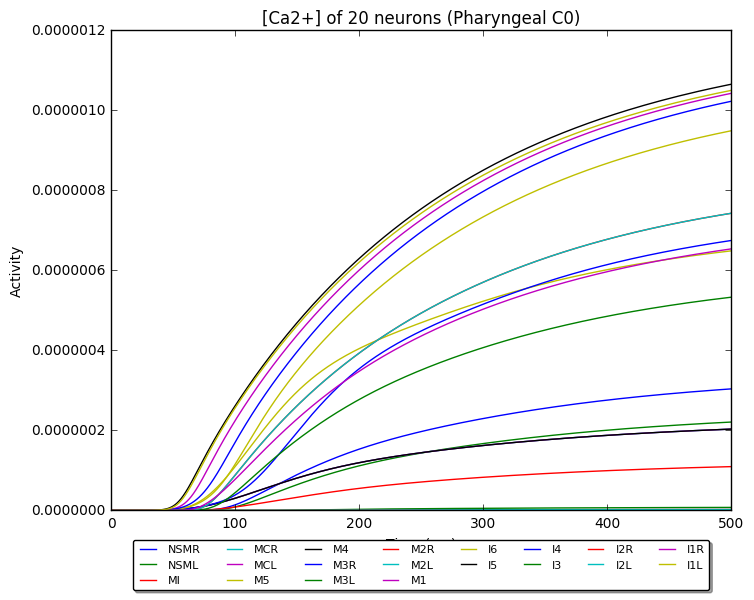 [Ca2+] of 20 neurons (Pharyngeal C0)
0.0000012
0.0000010
0.0000008
0.0000006
0.0000004
0.0000002
0.0000000
Activity
0 100 200 300 400 500
NSMR MCR M4 M2R I6 I4 I2R I1R
NSML MCL M3R M2L I5 I3 I2L I1L
MI M5 M3L M1